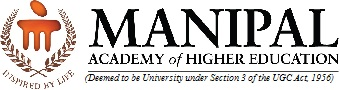 MANIPAL
ACADEMY of HIGHER EDUCATION
(Deemed to be University under Section 3 of the UGC Act, 1956)
INSPIRED BY LIFE